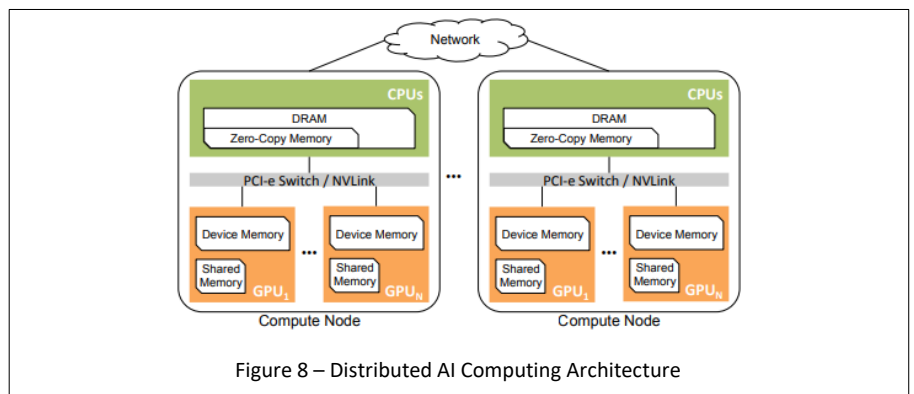 Network
CPUs
DRAM
Zero-Copy Memory
PCI-e Switch / NVLink
Device Memory
Shared
Memory
GPU1
...
Device Memory
Shared
Memory
GPUN
Compute Node
...
CPUs
DRAM
Zero-Copy Memory
PCI-e Switch / NVLink
Device Memory
Shared
Memory
GPU1
...
Device Memory
Shared
Memory
GPUN
Compute Node
Figure 8 – Distributed AI Computing Architecture